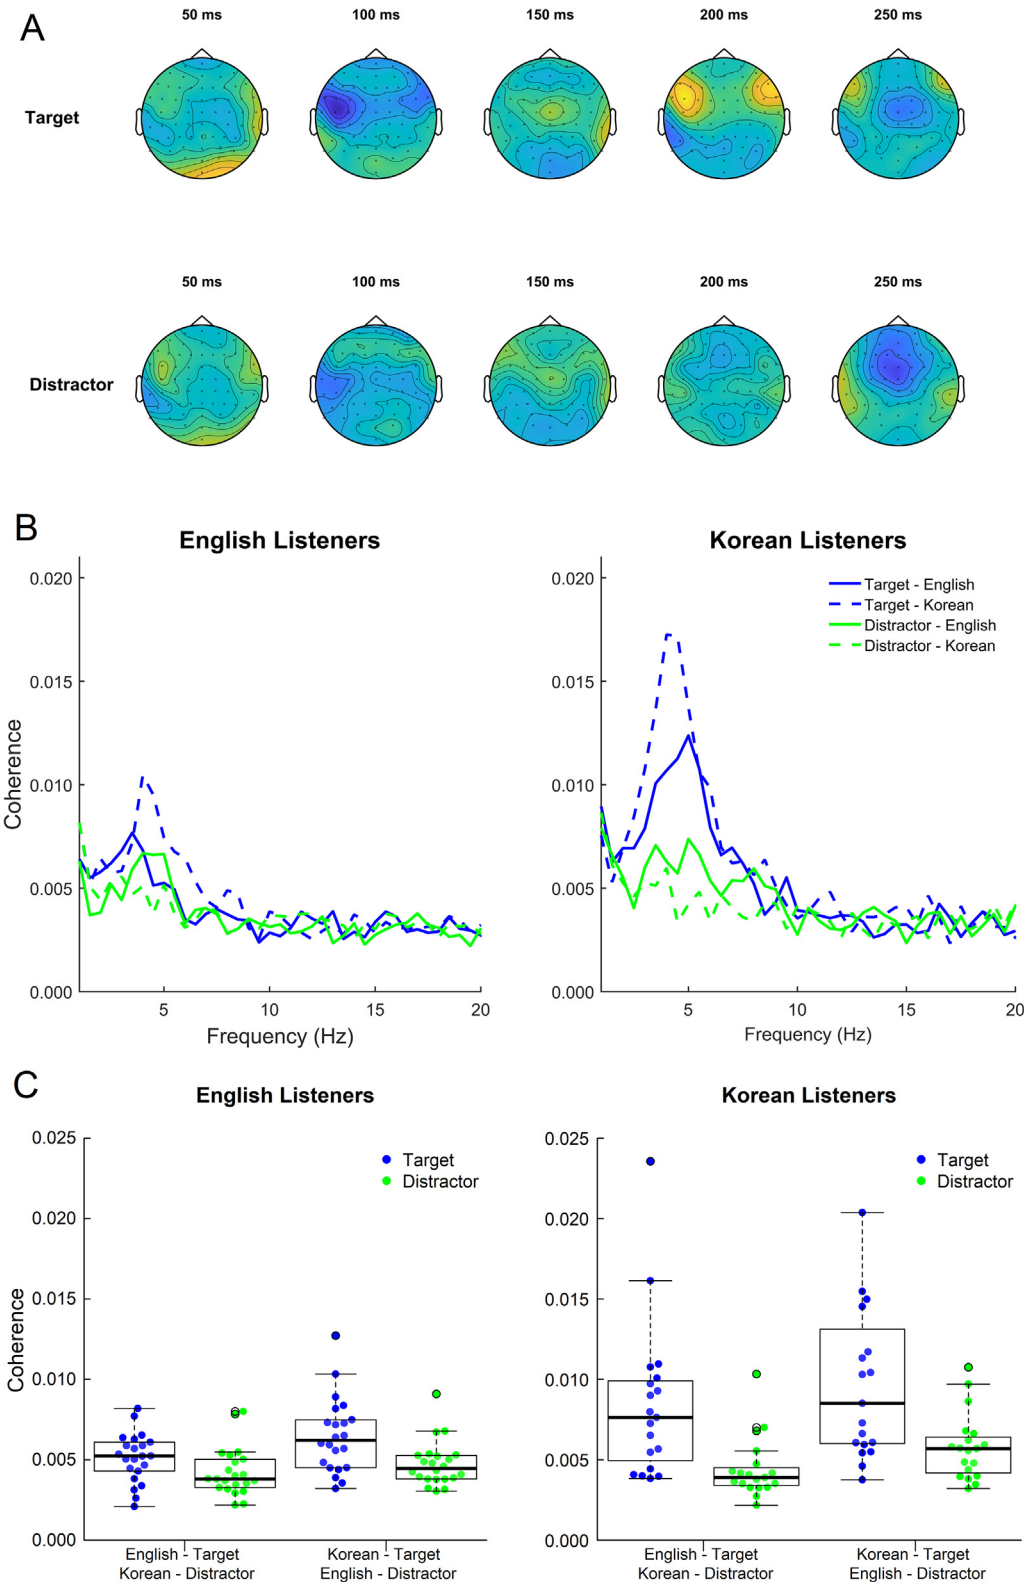 A
50 ms 100 ms 150 ms 200 ms 250 ms
Target
50 ms 100 ms 150 ms 200 ms 250 ms
Distractor
B
English Listeners
Korean Listeners
0.020
0.015
0.010
0.005
0.000
Coherence
5 10 15 20
Frequency (Hz)
0.020
0.015
0.010
0.005
0.000
Target - English
Target - Korean
Distractor - English
Distractor - Korean
5 10 15 20
Frequency (Hz)
C
English Listeners
Korean Listeners
0.025
0.020
0.015
0.010
0.005
0.000
Coherence
Target
Distractor
English - Target
Korean - Distractor
Korean - Target
English - Distractor
0.025
0.020
0.015
0.010
0.005
0.000
Target
Distractor
English - Target
Korean - Distractor
Korean - Target
English - Distractor